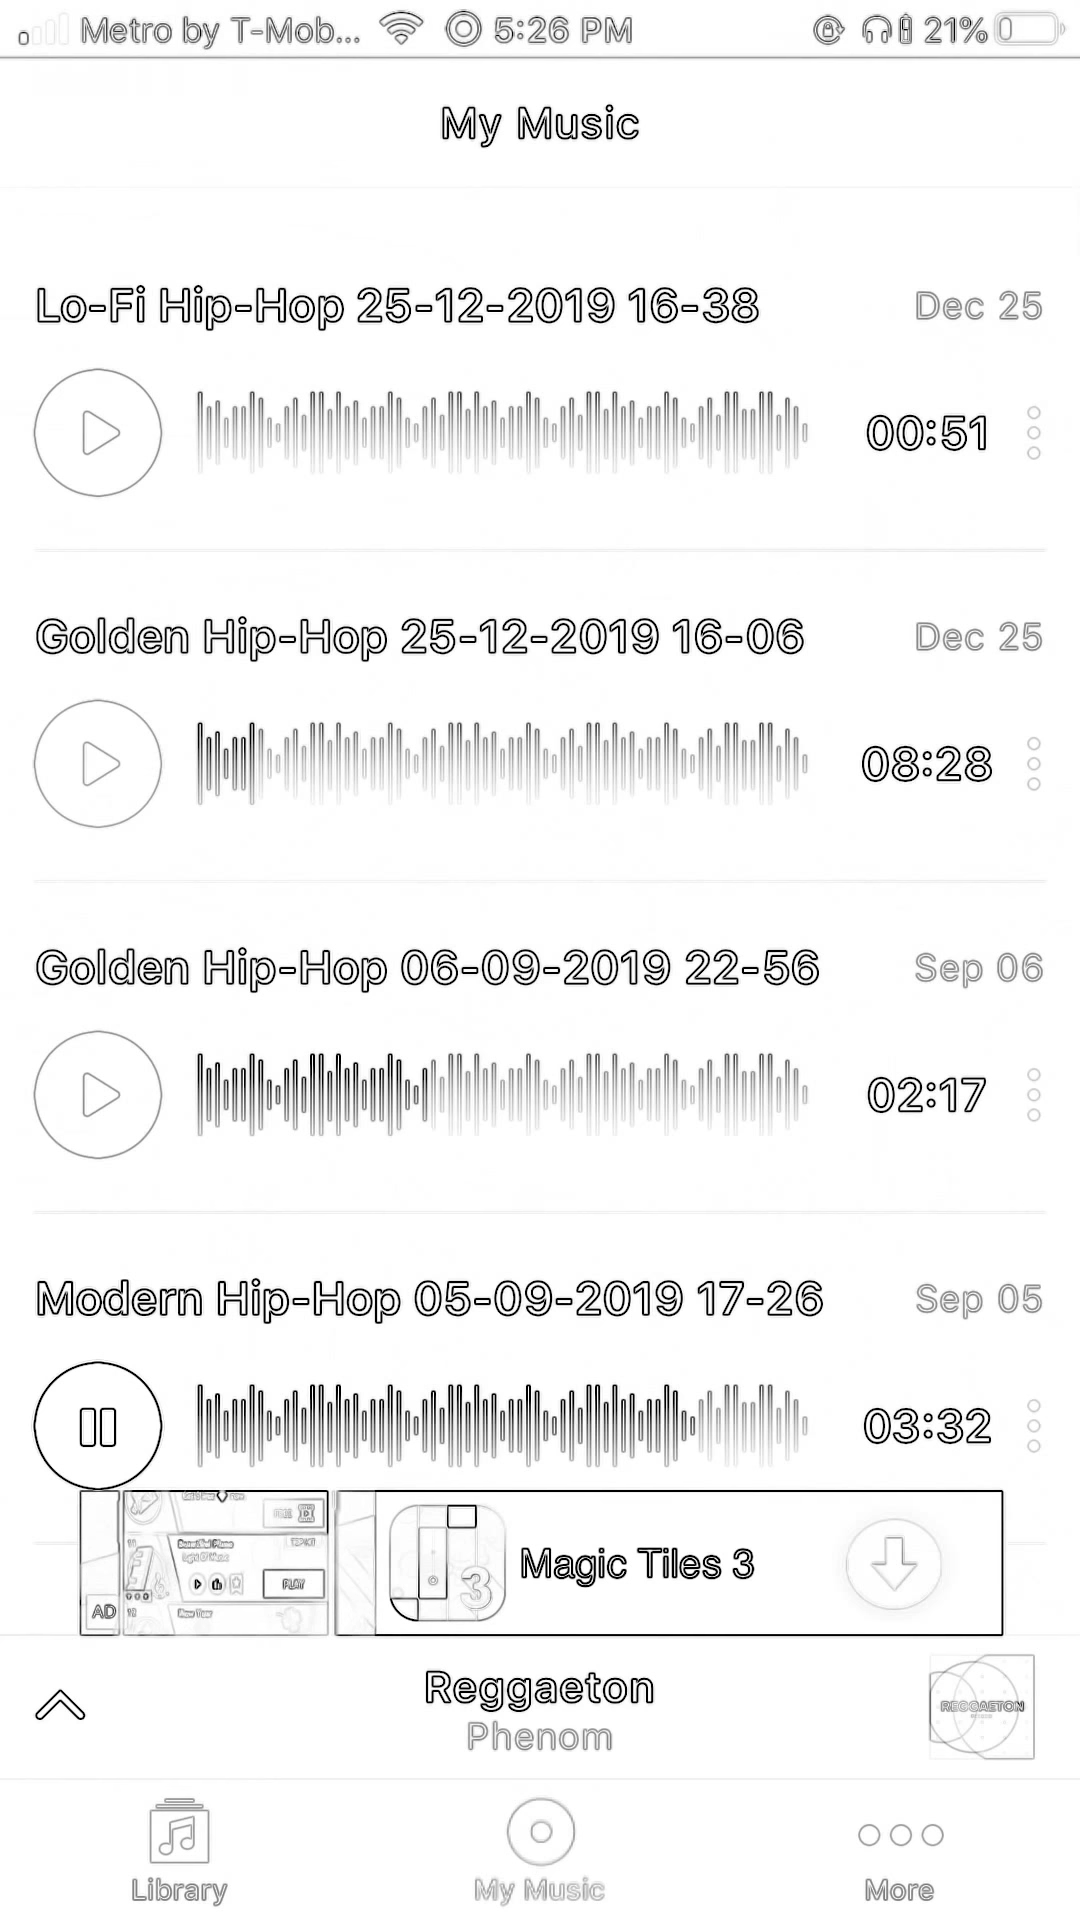 Metro by T-Mob... 5:26 PM 21%
My Music
Lo-Fi Hip-Hop 25-12-2019 16-38 Dec 25
00:51
Golden Hip-Hop 25-12-2019 16-06 Dec 25
08:28
Golden Hip-Hop 06-09-2019 22-56 Sep 06
02:17
Modern Hip-Hop 05-09-2019 17-26 Sep 05
03:32
PLAY
AD
3
Magic Tiles 3
Reggaeton
Phenom
REGGAETON
Library My Music More